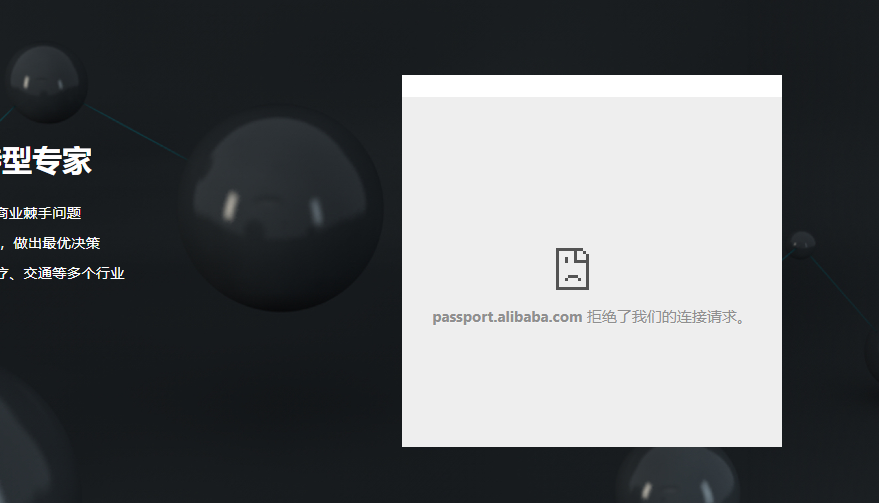 型专家
商业棘手问题
，做出最优决策
疗、交通等多个行业
passport.alibaba.com 拒绝了我们的连接请求。